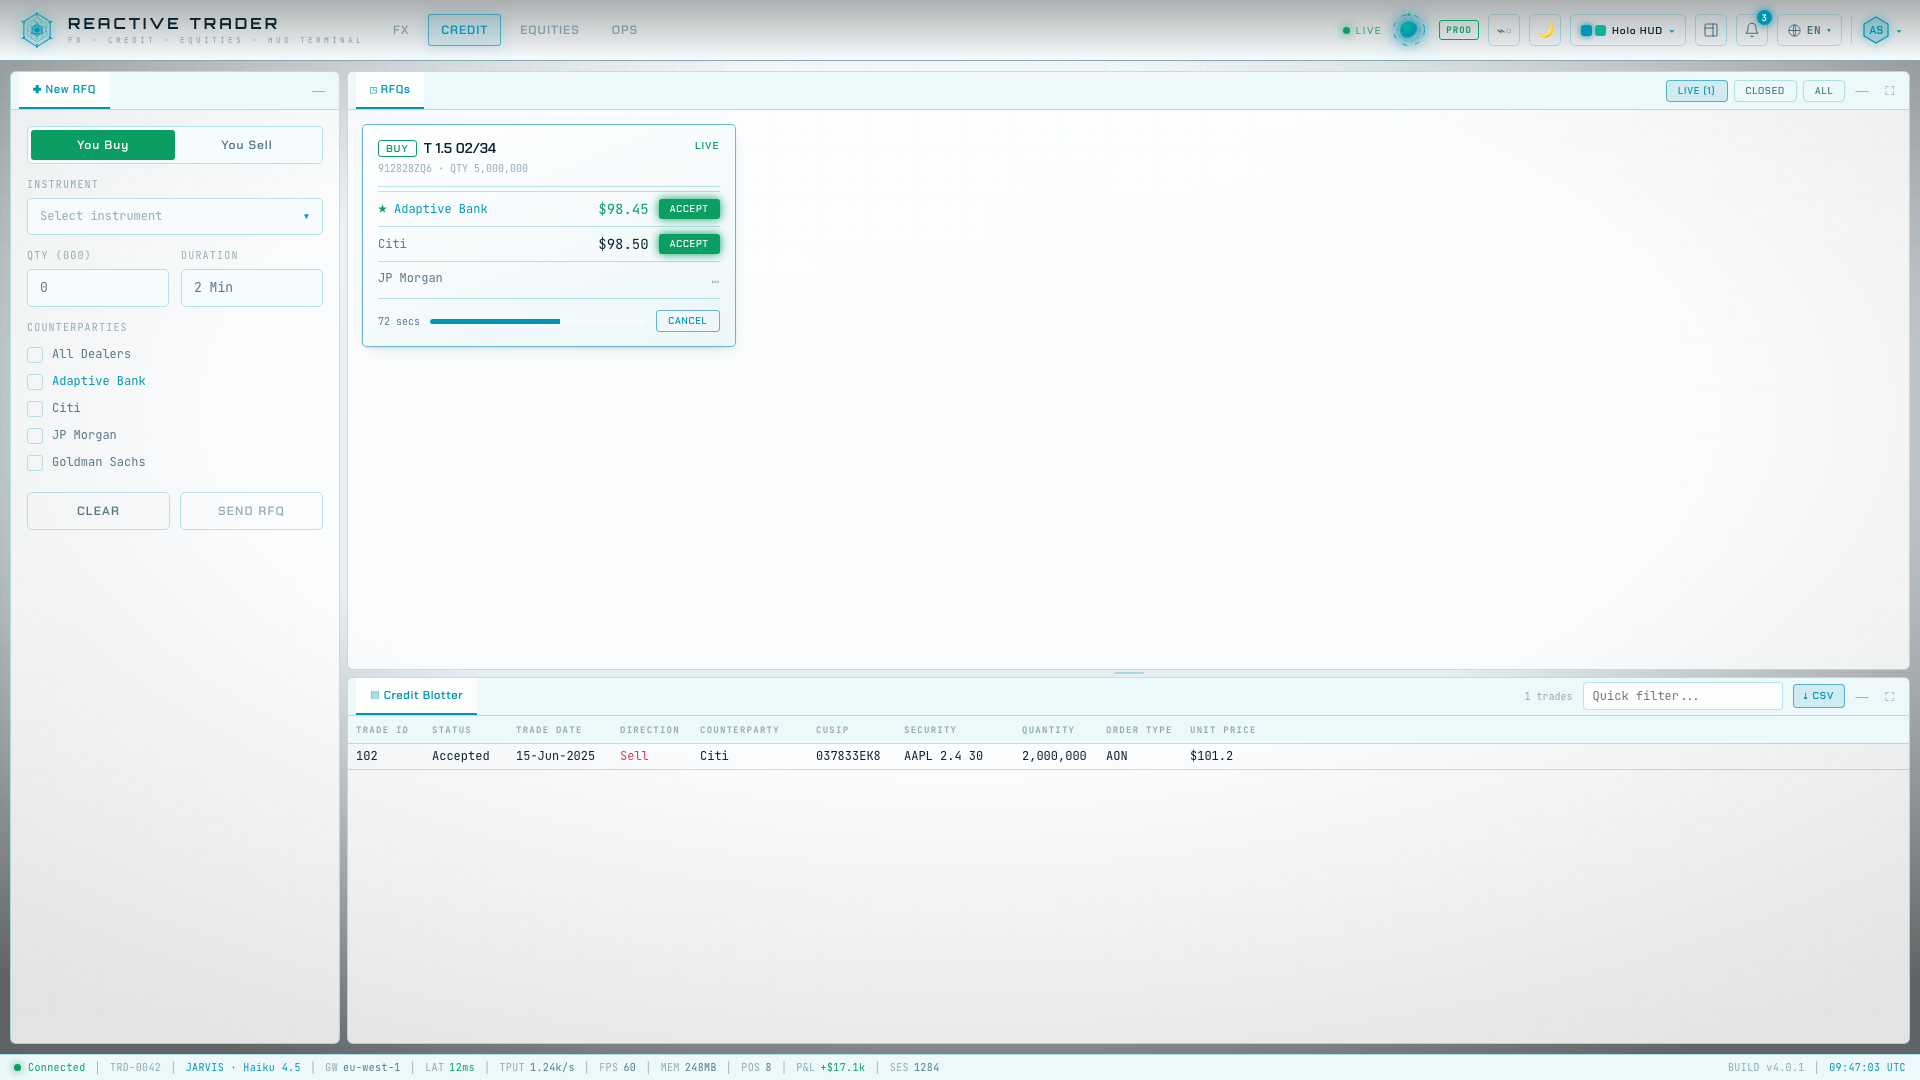 REACTIVE TRADER
FX · CREDIT · EQUITIES · HUD TERMINAL
FX
CREDIT
EQUITIES
OPS
LIVE
PROD
Holo HUD
3
EN
AS
New RFQ
You Buy
You Sell
INSTRUMENT
Select instrument
QTY (000)
DURATION
0
2 Min
COUNTERPARTIES
All Dealers
Adaptive Bank
Citi
JP Morgan
Goldman Sachs
CLEAR
SEND RFQ
RFQs
LIVE (1)
CLOSED
ALL
BUY T 1.5 02/34
LIVE
912828ZQ6 · QTY 5,000,000
★ Adaptive Bank $98.45 ACCEPT
Citi $98.50 ACCEPT
JP Morgan …
72 secs
CANCEL
Credit Blotter
1 trades
Quick filter...
↓ CSV
TRADE ID STATUS TRADE DATE DIRECTION COUNTERPARTY CUSIP SECURITY QUANTITY ORDER TYPE UNIT PRICE
102 Accepted 15-Jun-2025 Sell Citi 037833EK8 AAPL 2.4 30 2,000,000 AON $101.2
Connected | TRD-0042 | JARVIS · Haiku 4.5 | GW eu-west-1 | LAT 12ms | TPUT 1.24k/s | FPS 60 | MEM 248MB | POS 8 | P&L +$17.1k | SES 1284
BUILD v4.0.1 | 09:47:03 UTC